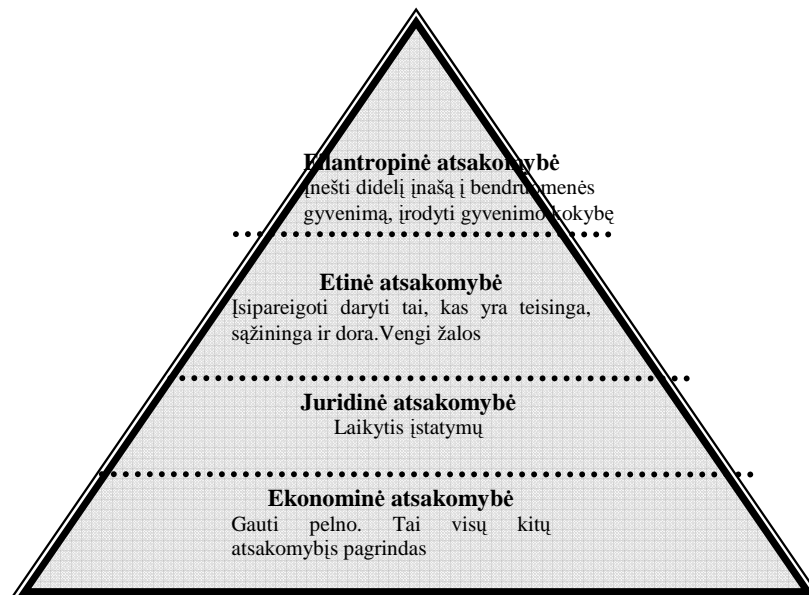 Filantropinė atsakomybė
Įnešti didelį įnašą į bendruomenės
gyvenimą, įrodyti gyvenimo kokybę
Etinė atsakomybė
Įsipareigoti daryti tai, kas yra teisinga,
sąžininga ir dora.Vengi žalos
Juridinė atsakomybė
Laikytis įstatymų
Ekonominė atsakomybė
Gauti pelno. Tai visų kitų
atsakomybįs pagrindas